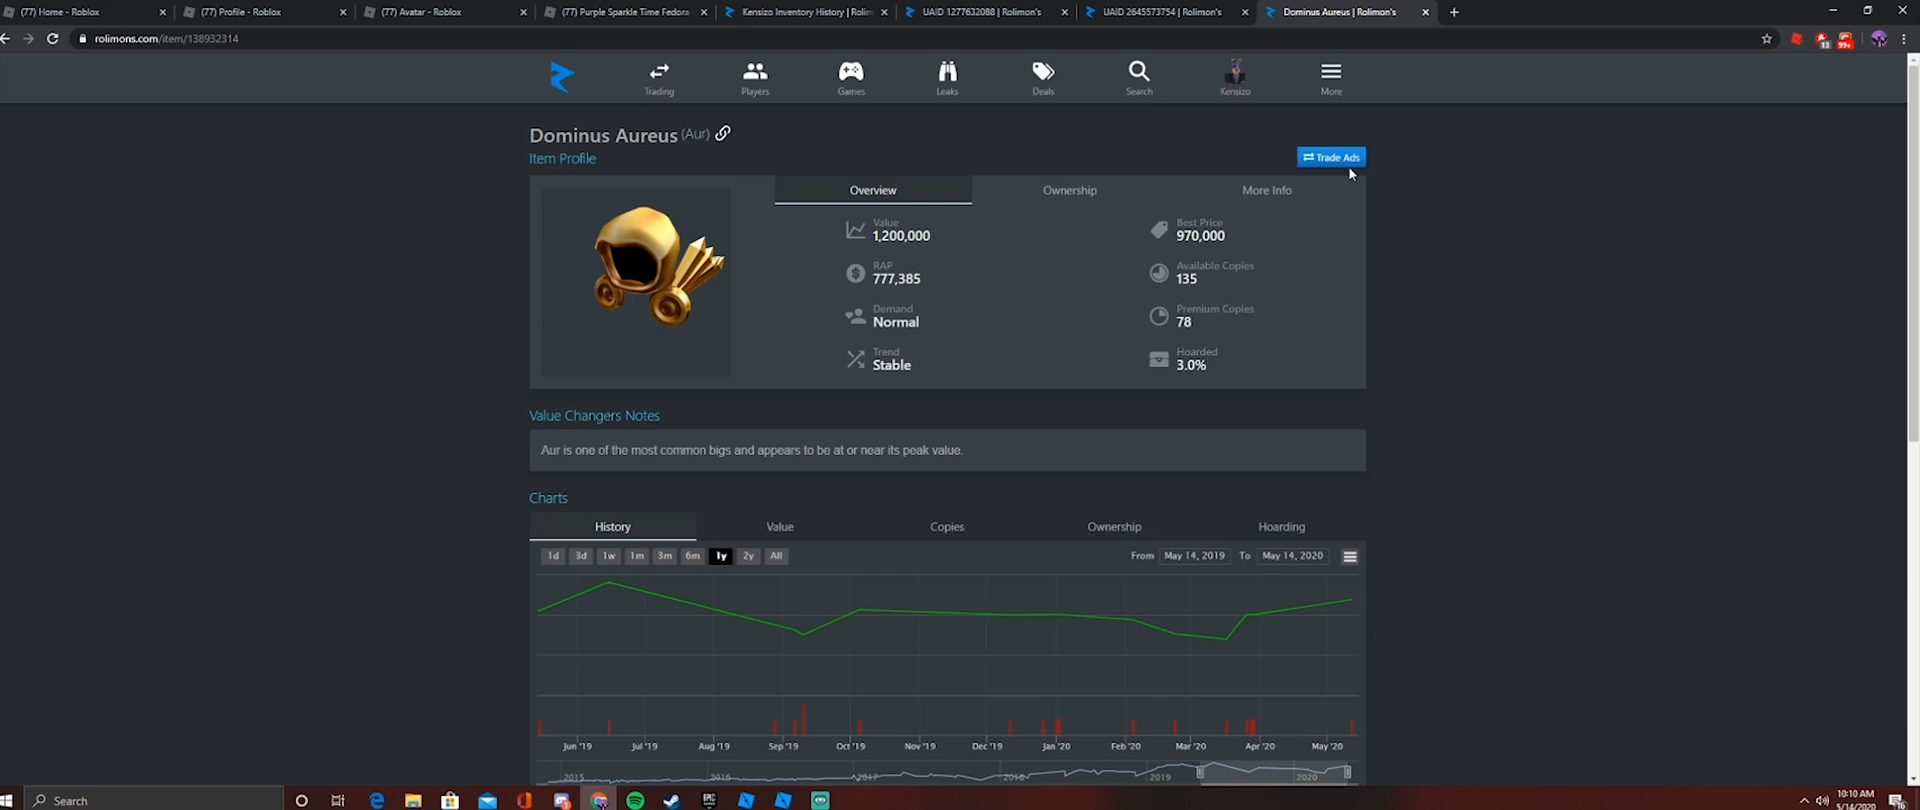 (77) Home - Roblox
(77) Profile - Roblox
(77) Avatar - Roblox
(77) Purple Sparkle Time Fedora
Kensizo Inventory History | Rolim
UAID 1277632088 | Rolimon's
UAID 2645573754 | Rolimon's
Dominus Aureus | Rolimon's
rolimons.com/item/138932314
13
99+
Trading
Players
Games
Leaks
Deals
Search
Kensizo
More
Dominus Aureus (Aur)
Item Profile
Trade Ads
Overview
Ownership
More Info
Value
1,200,000
Best Price
970,000
RAP
777,385
Available Copies
135
Demand
Normal
Premium Copies
78
Trend
Stable
Hoarded
3.0%
Value Changers Notes
Aur is one of the most common bigs and appears to be at or near its peak value.
Charts
History
Value
Copies
Ownership
Hoarding
1d 3d 1w 1m 3m 6m 1y 2y All
From May 14, 2019 To May 14, 2020
Jun '19 Jul '19 Aug '19 Sep '19 Oct '19 Nov '19 Dec '19 Jan '20 Feb '20 Mar '20 Apr '20 May '20
2015 2016 2017 2018 2019 2020
Search
EPIC
10:10 AM
5/14/2020